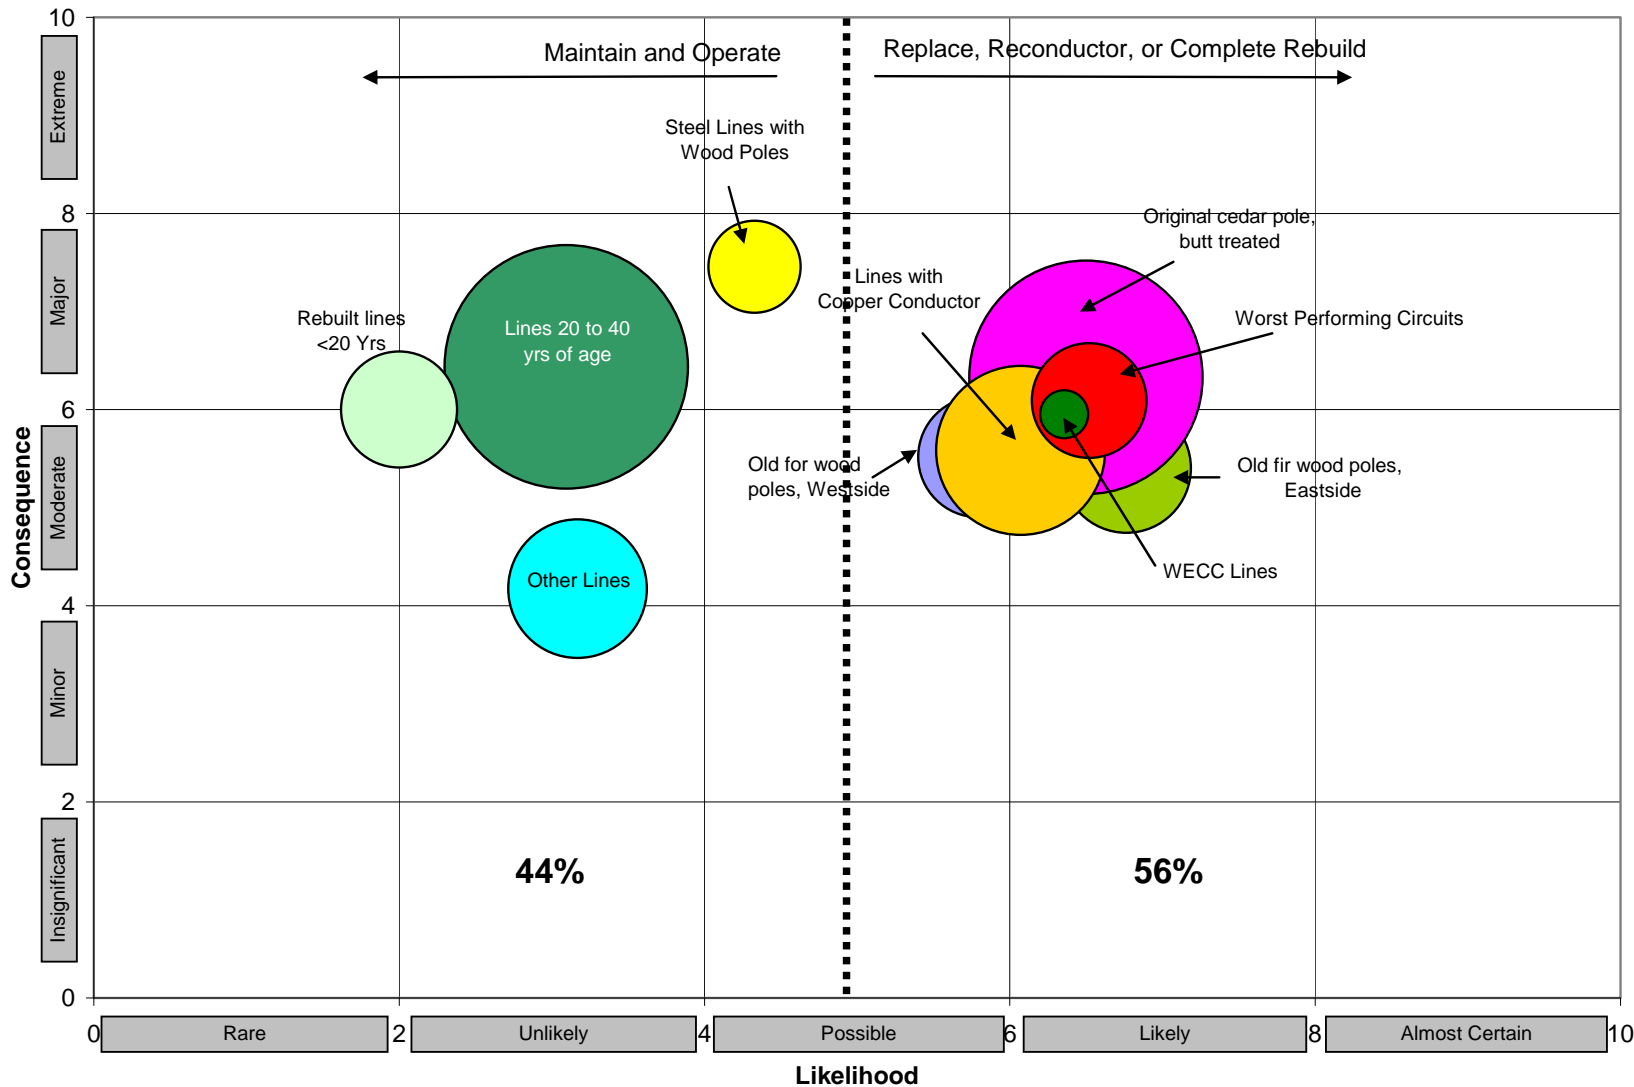 10
Maintain and Operate
Replace, Reconductor, or Complete Rebuild
Extreme
Steel Lines with
Wood Poles
8
Original cedar pole,
butt treated
Major
Lines with
Copper Conductor
Rebuilt lines
<20 Yrs
Lines 20 to 40
yrs of age
Worst Performing Circuits
6
Consequence
Moderate
Old for wood
poles, Westside
Old fir wood poles,
Eastside
Other Lines
WECC Lines
4
Minor
2
Insignificant
44%
56%
0
0
Rare
2
Unlikely
4
Possible
6
Likely
8
Almost Certain
10
Likelihood